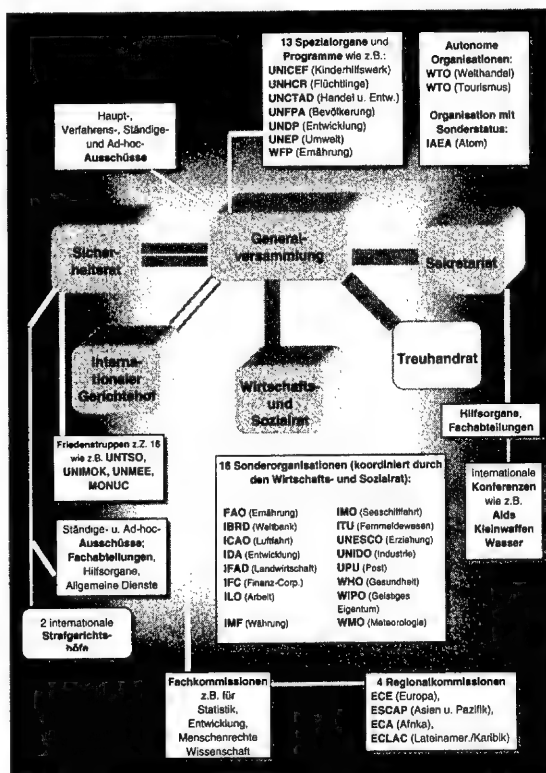 13 Spezialorgane und
Programme wie z.B.:
UNICEF (Kinderhilfswerk)
UNHCR (Flüchtlinge)
UNCTAD (Handel u. Entw.)
UNFPA (Bevölkerung)
UNDP (Entwicklung)
UNEP (Umwelt)
WFP (Ernährung)
Autonome
Organisationen:
WTO (Welthandel)
WTO (Tourismus)
Organisation mit
Sonderstatus:
IAEA (Atom)
Haupt-,
Verfahrens-, Ständige-
und Ad-hoc-
Ausschüsse
Sicher-
heitsrat
General-
versammlung
Sekretariat
Interna-
tionaler
Gerichtshof
Wirtschafts-
und
Sozialrat
Treuhandrat
Friedenstruppen z.Z. 16
wie z.B. UNTSO,
UNIMOK, UNMEE,
MONUC
Hilfsorgane,
Fachabteilungen
internationale
Konferenzen
wie z.B.
Aids
Kleinwaffen
Wasser
Ständige- u. Ad-hoc-
Ausschüsse;
Fachabteilungen,
Hilfsorgane,
Allgemeine Dienste
2 internationale
Strafgerichts-
höfe
16 Sonderorganisationen (koordiniert durch
den Wirtschafts- und Sozialrat):
FAO (Ernährung)
IBRD (Weltbank)
ICAO (Luftfahrt)
IDA (Entwicklung)
IFAD (Landwirtschaft)
IFC (Finanz-Corp.)
ILO (Arbeit)
IMF (Währung)
IMO (Seeschiffahrt)
ITU (Fernmeldewesen)
UNESCO (Erziehung)
UNIDO (Industrie)
UPU (Post)
WHO (Gesundheit)
WIPO (Geistiges
Eigentum)
WMO (Meteorologie)
Fachkommissionen
z.B. für
Statistik,
Entwicklung,
Menschenrechte
Wissenschaft
4 Regionalkommissionen
ECE (Europa),
ESCAP (Asien u. Pazifik),
ECA (Afrika),
ECLAC (Lateinamer./Karibik)